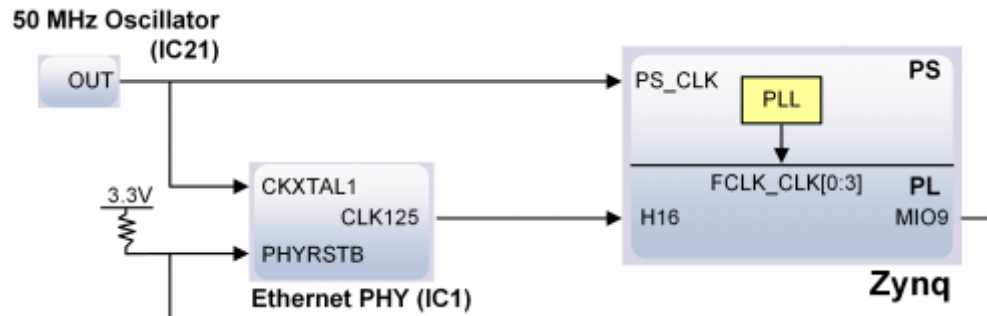 50 MHz Oscillator
(IC21)
OUT
PS_CLK
PS
PLL
3.3V
CKXTAL1
CLK125
PHYRSTB
FCLK_CLK[0:3]
PL
H16
MIO9
Ethernet PHY (IC1)
Zynq